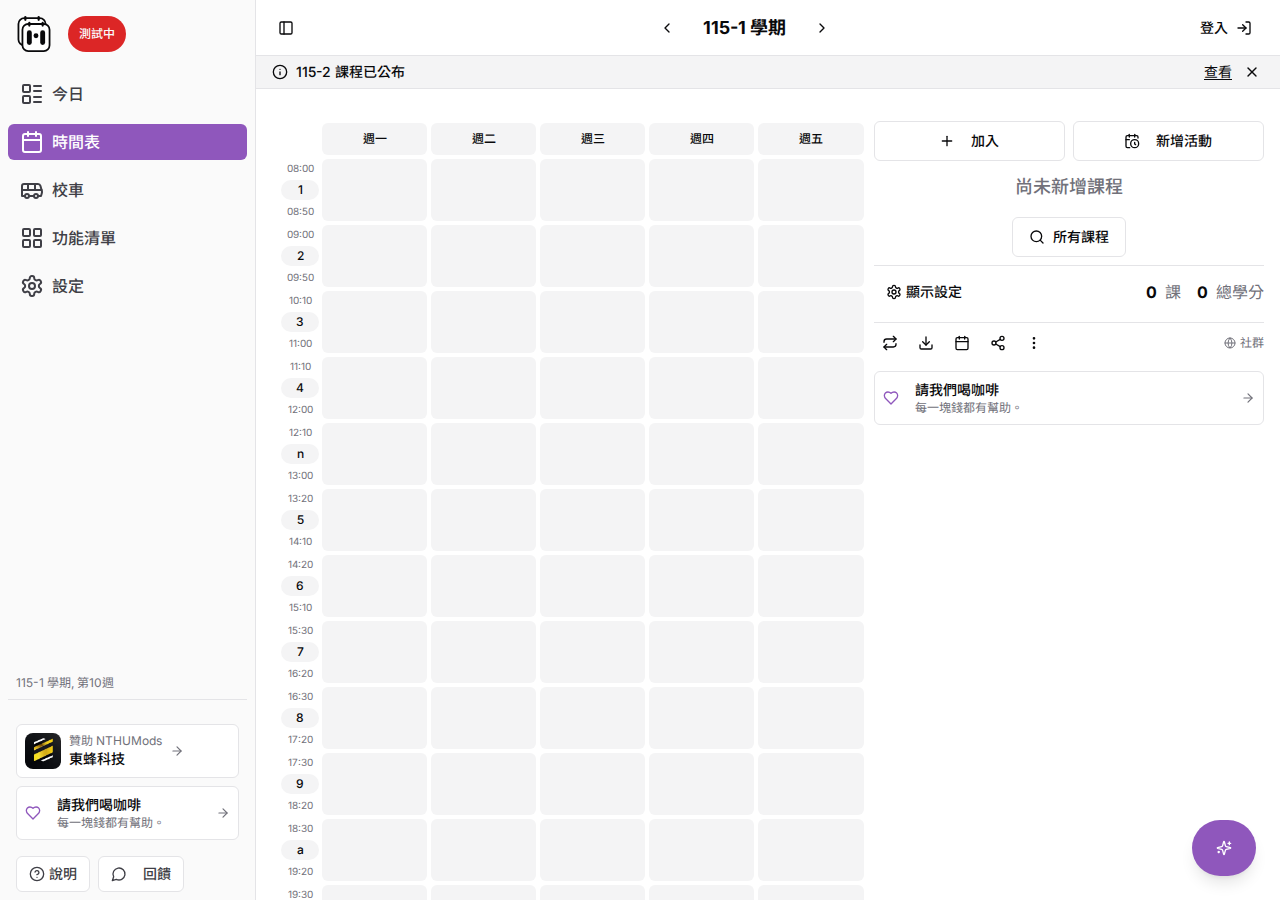 測試中
今日
時間表
校車
功能清單
設定
115-1 學期, 第10週
贊助 NTHUMods
東蜂科技
請我們喝咖啡
每一塊錢都有幫助。
說明
回饋
115-1 學期
登入
115-2 課程已公布
查看
週一
週二
週三
週四
週五
08:00
1
08:50
09:00
2
09:50
10:10
3
11:00
11:10
4
12:00
12:10
n
13:00
13:20
5
14:10
14:20
6
15:10
15:30
7
16:20
16:30
8
17:20
17:30
9
18:20
18:30
a
19:20
19:30
加入
新增活動
尚未新增課程
所有課程
顯示設定
0 課 0 總學分
社群
請我們喝咖啡
每一塊錢都有幫助。